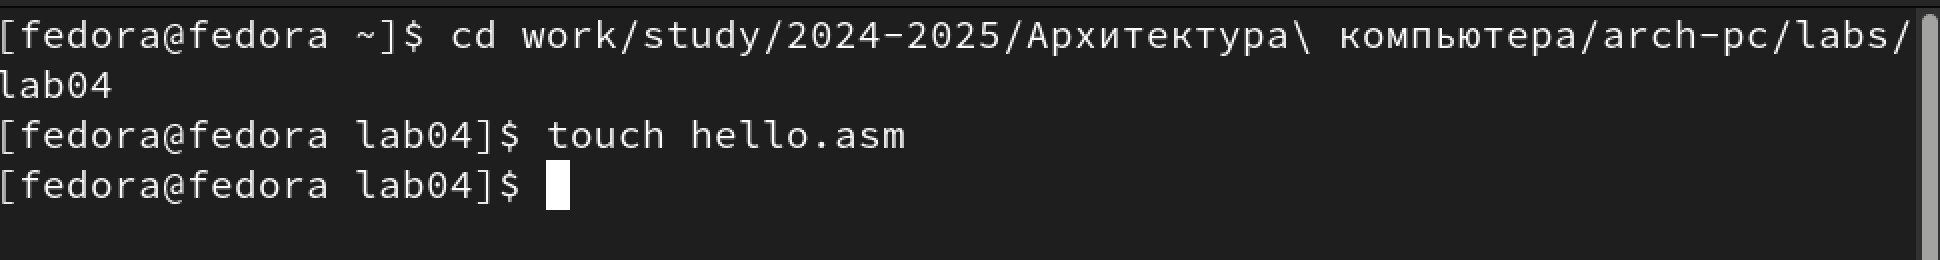 [fedora@fedora ~]$ cd work/study/2024-2025/Архитектура\ компьютера/arch-pc/labs/
lab04
[fedora@fedora lab04]$ touch hello.asm
[fedora@fedora lab04]$